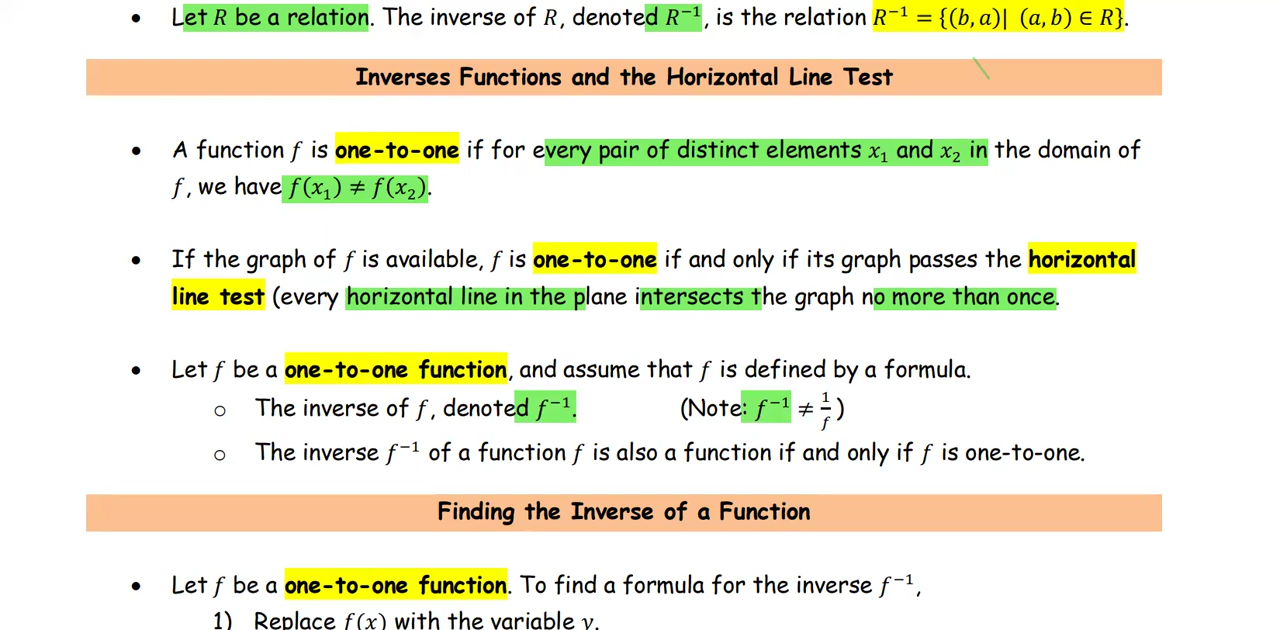 • Let R be a relation. The inverse of R, denoted R⁻¹, is the relation R⁻¹ = {(b, a)| (a, b) ∈ R}.
Inverses Functions and the Horizontal Line Test
• A function f is one-to-one if for every pair of distinct elements x₁ and x₂ in the domain of
f, we have f(x₁) ≠ f(x₂).
• If the graph of f is available, f is one-to-one if and only if its graph passes the horizontal
line test (every horizontal line in the plane intersects the graph no more than once.
• Let f be a one-to-one function, and assume that f is defined by a formula.
o The inverse of f, denoted f⁻¹. (Note: f⁻¹ ≠ 1/f)
o The inverse f⁻¹ of a function f is also a function if and only if f is one-to-one.
Finding the Inverse of a Function
• Let f be a one-to-one function. To find a formula for the inverse f⁻¹,
1) Replace f(x) with the variable y.